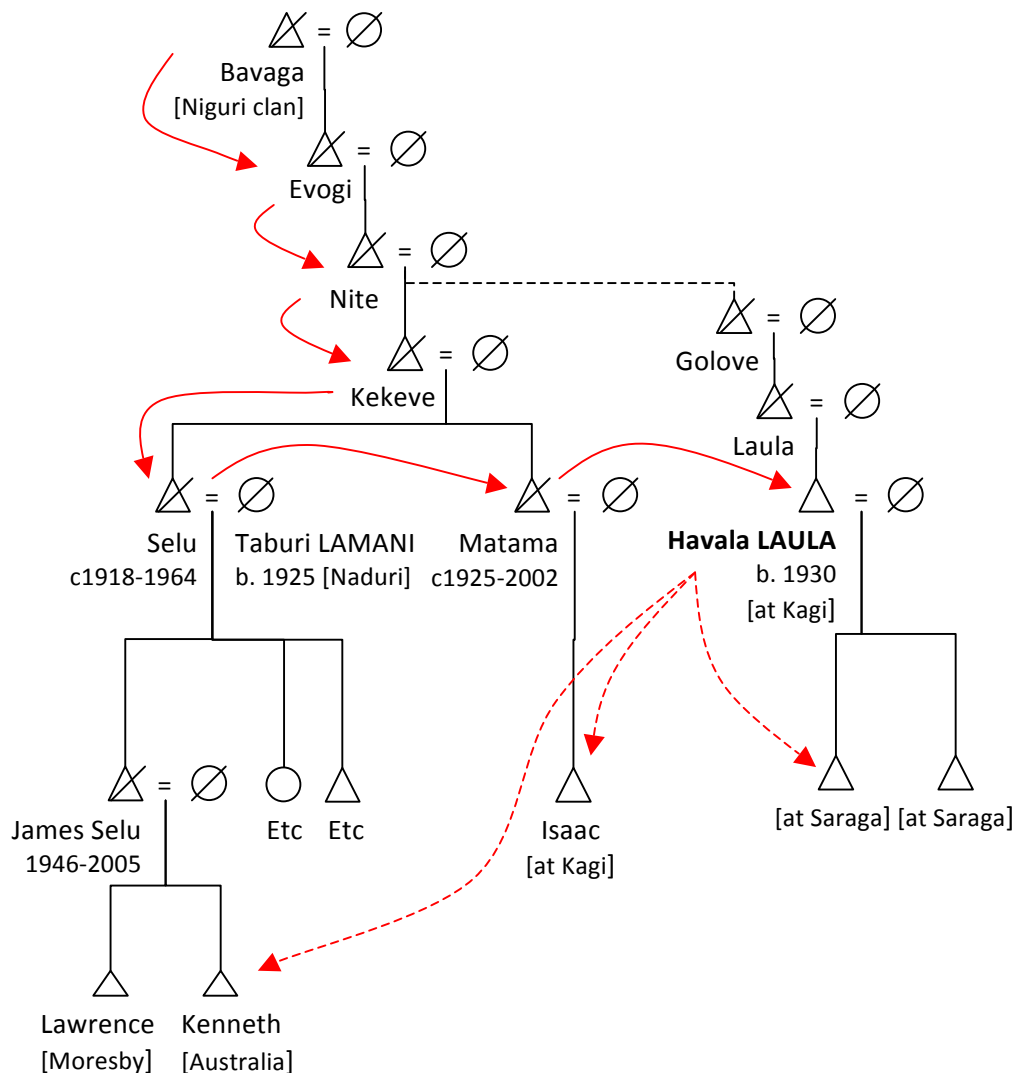 =
Bavaga
[Niguri clan]
=
Evogi
=
Nite
=
Golove
=
Kekeve
=
Laula
=
Selu
c1918-1964
Taburi LAMANI
b. 1925 [Naduri]
=
Matama
c1925-2002
=
Havala LAULA
b. 1930
[at Kagi]
=
James Selu
1946-2005
Etc
Etc
Isaac
[at Kagi]
[at Saraga]
[at Saraga]
Lawrence
[Moresby]
Kenneth
[Australia]